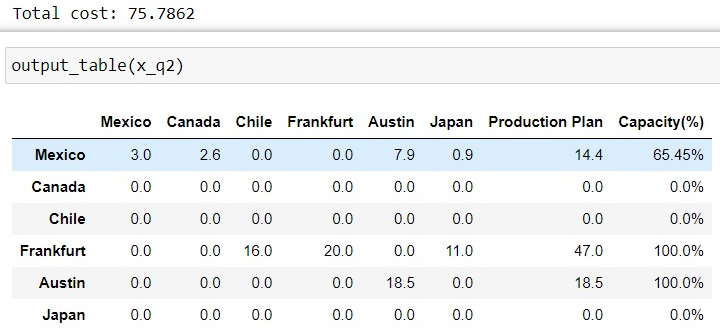 Total cost: 75.7862
output_table(x_q2)
Mexico Canada Chile Frankfurt Austin Japan Production Plan Capacity(%)
Mexico 3.0 2.6 0.0 0.0 7.9 0.9 14.4 65.45%
Canada 0.0 0.0 0.0 0.0 0.0 0.0 0.0 0.0%
Chile 0.0 0.0 0.0 0.0 0.0 0.0 0.0 0.0%
Frankfurt 0.0 0.0 16.0 20.0 0.0 11.0 47.0 100.0%
Austin 0.0 0.0 0.0 0.0 18.5 0.0 18.5 100.0%
Japan 0.0 0.0 0.0 0.0 0.0 0.0 0.0 0.0%